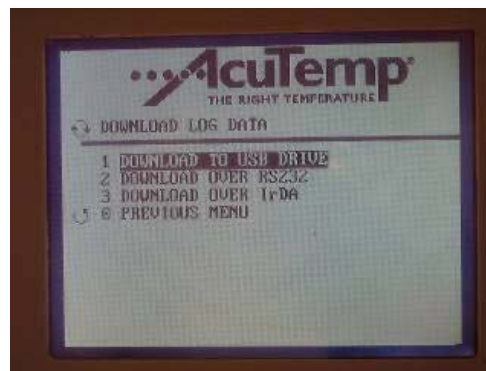 AcuTemp
THE RIGHT TEMPERATURE
DOWNLOAD LOG DATA
1 DOWNLOAD TO USB DRIVE
2 DOWNLOAD OVER RS232
3 DOWNLOAD OVER IrDA
0 PREVIOUS MENU